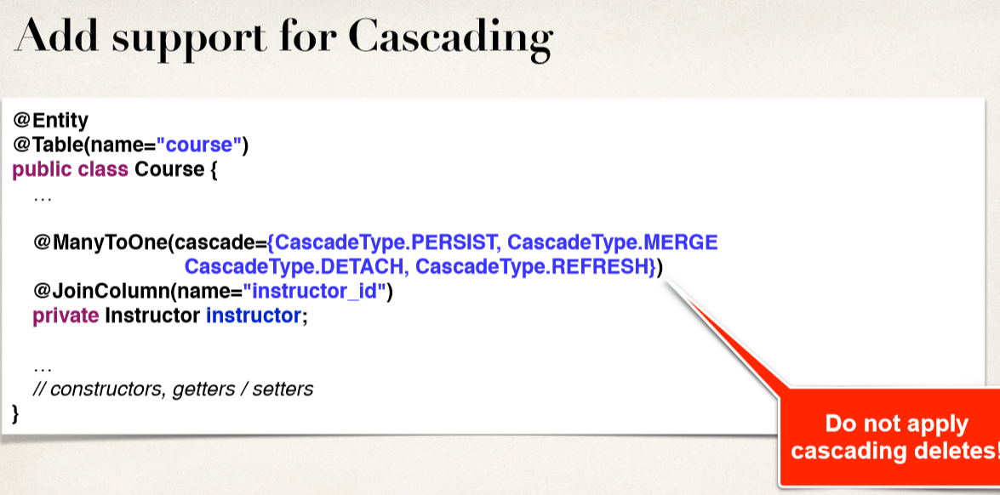 Add support for Cascading
@Entity
@Table(name="course")
public class Course {
...
@ManyToOne(cascade={CascadeType.PERSIST, CascadeType.MERGE
CascadeType.DETACH, CascadeType.REFRESH})
@JoinColumn(name="instructor_id")
private Instructor instructor;
...
// constructors, getters / setters
}
Do not apply
cascading deletes!